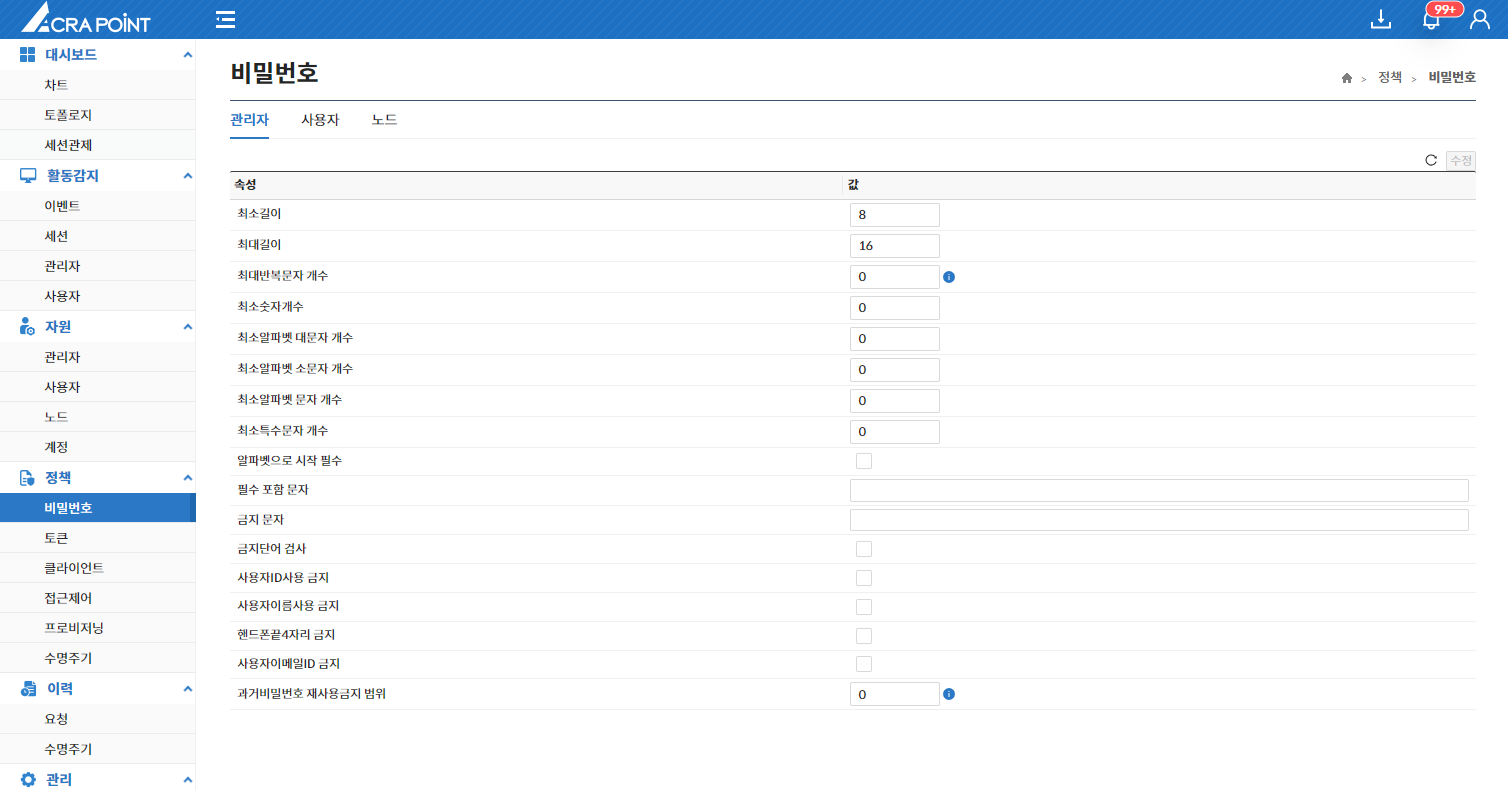 ACRA POINT
99+
대시보드
차트
토폴로지
세션관제
활동감지
이벤트
세션
관리자
사용자
자원
관리자
사용자
노드
계정
정책
비밀번호
토큰
클라이언트
접근제어
프로비저닝
수명주기
이력
요청
수명주기
관리
비밀번호
> 정책 > 비밀번호
관리자 사용자 노드
수정
속성 값
최소길이 8
최대길이 16
최대반복문자 개수 0
최소숫자개수 0
최소알파벳 대문자 개수 0
최소알파벳 소문자 개수 0
최소알파벳 문자 개수 0
최소특수문자 개수 0
알파벳으로 시작 필수
필수 포함 문자
금지 문자
금지단어 검사
사용자ID사용 금지
사용자이름사용 금지
핸드폰끝4자리 금지
사용자이메일ID 금지
과거비밀번호 재사용금지 범위 0